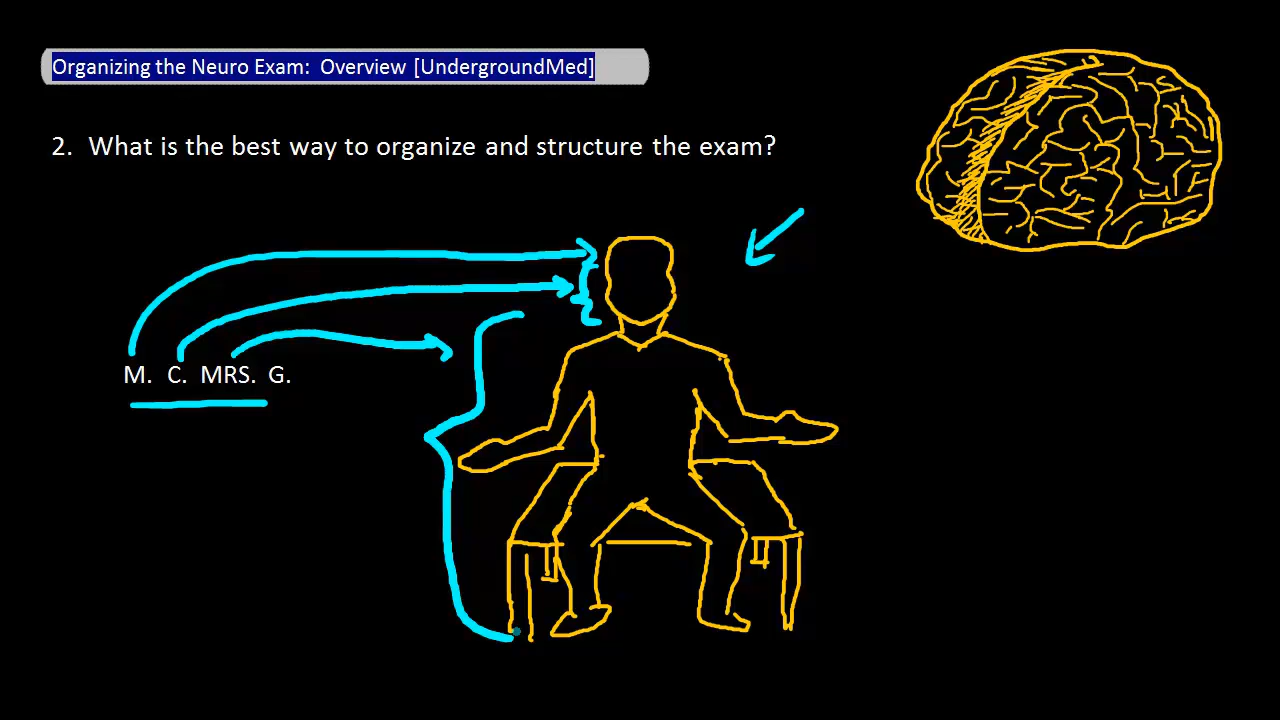 Organizing the Neuro Exam: Overview [UndergroundMed]
2. What is the best way to organize and structure the exam?
M. C. MRS. G.